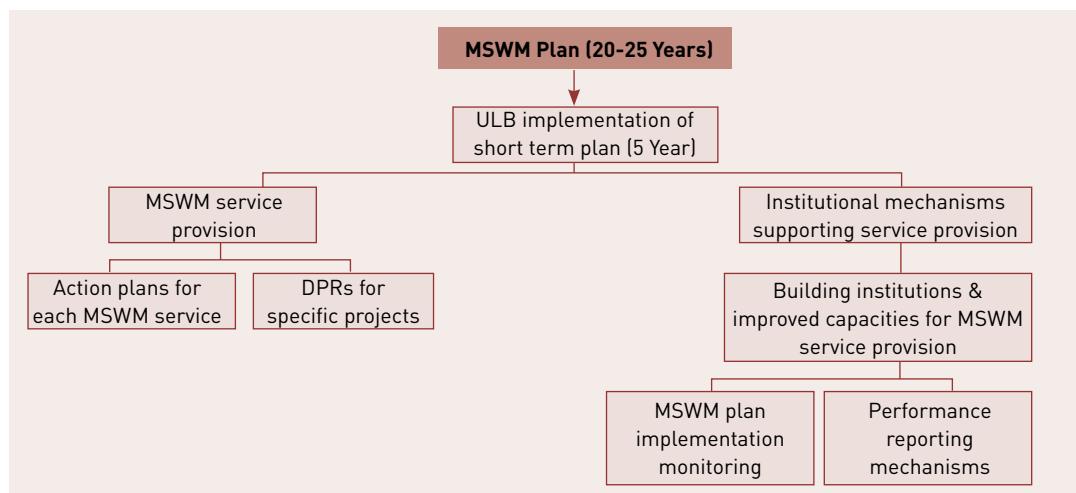 MSWM Plan (20-25 Years)
ULB implementation of
short term plan (5 Year)
MSWM service
provision
Institutional mechanisms
supporting service provision
Action plans for
each MSWM service
DPRs for
specific projects
Building institutions &
improved capacities for MSWM
service provision
MSWM plan
implementation
monitoring
Performance
reporting
mechanisms